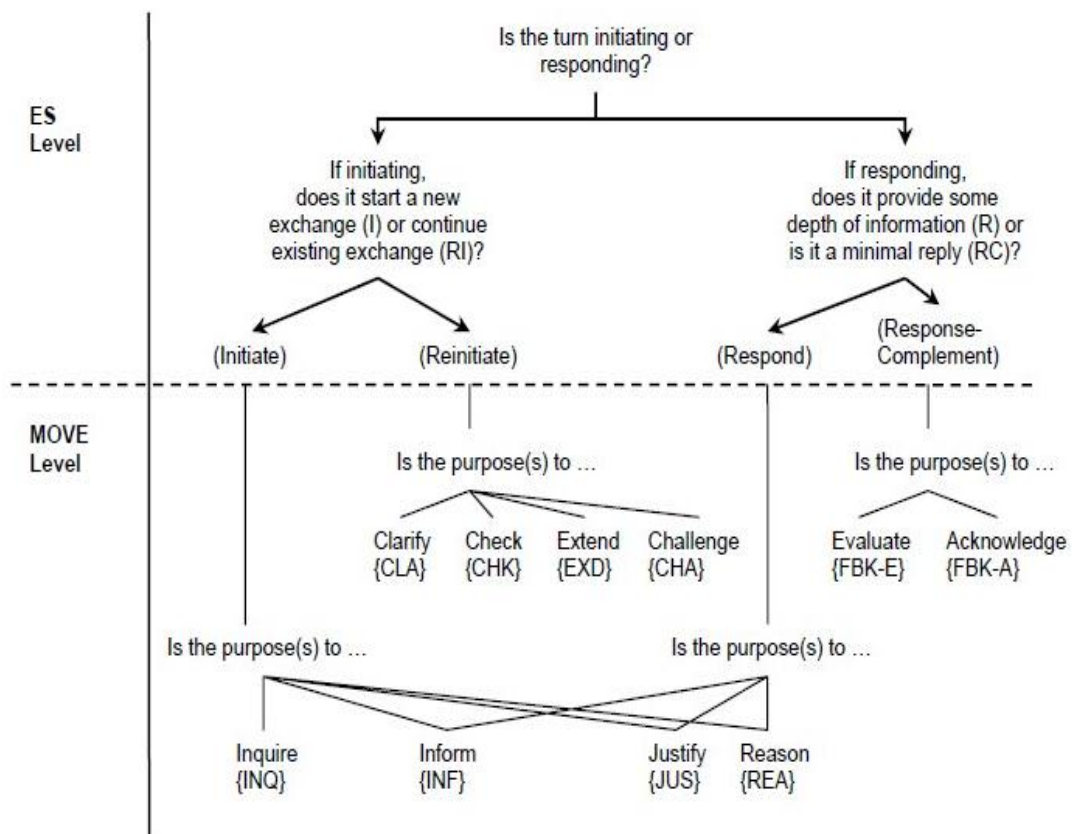 Is the turn initiating or
responding?
ES
Level
If initiating,
does it start a new
exchange (I) or continue
existing exchange (RI)?
If responding,
does it provide some
depth of information (R) or
is it a minimal reply (RC)?
(Initiate)
(Reinitiate)
(Respond)
(Response-
Complement)
MOVE
Level
Is the purpose(s) to …
Is the purpose(s) to …
Clarify
{CLA}
Check
{CHK}
Extend
{EXD}
Challenge
{CHA}
Evaluate
{FBK-E}
Acknowledge
{FBK-A}
Is the purpose(s) to …
Is the purpose(s) to …
Inquire
{INQ}
Inform
{INF}
Justify
{JUS}
Reason
{REA}